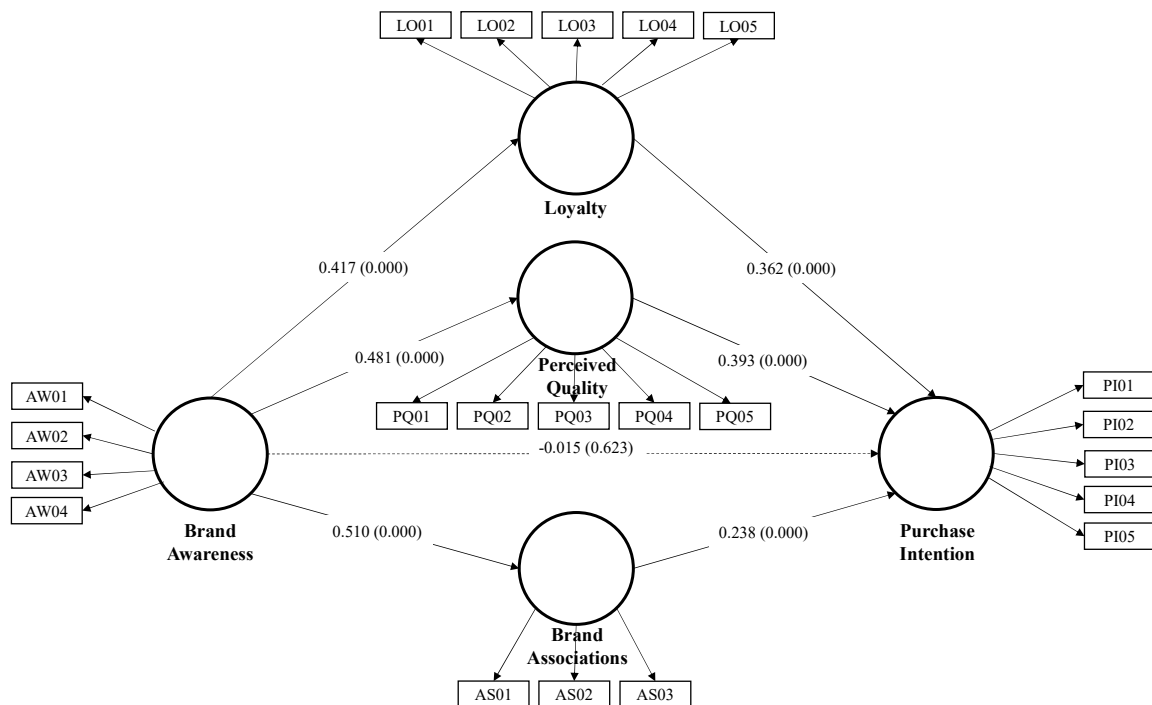 LO01
LO02
LO03
LO04
LO05
Loyalty
0.417 (0.000)
0.362 (0.000)
0.481 (0.000)
0.393 (0.000)
Perceived
Quality
PQ01
PQ02
PQ03
PQ04
PQ05
AW01
AW02
AW03
AW04
Brand
Awareness
-0.015 (0.623)
PI01
PI02
PI03
PI04
PI05
Purchase
Intention
0.510 (0.000)
0.238 (0.000)
Brand
Associations
AS01
AS02
AS03